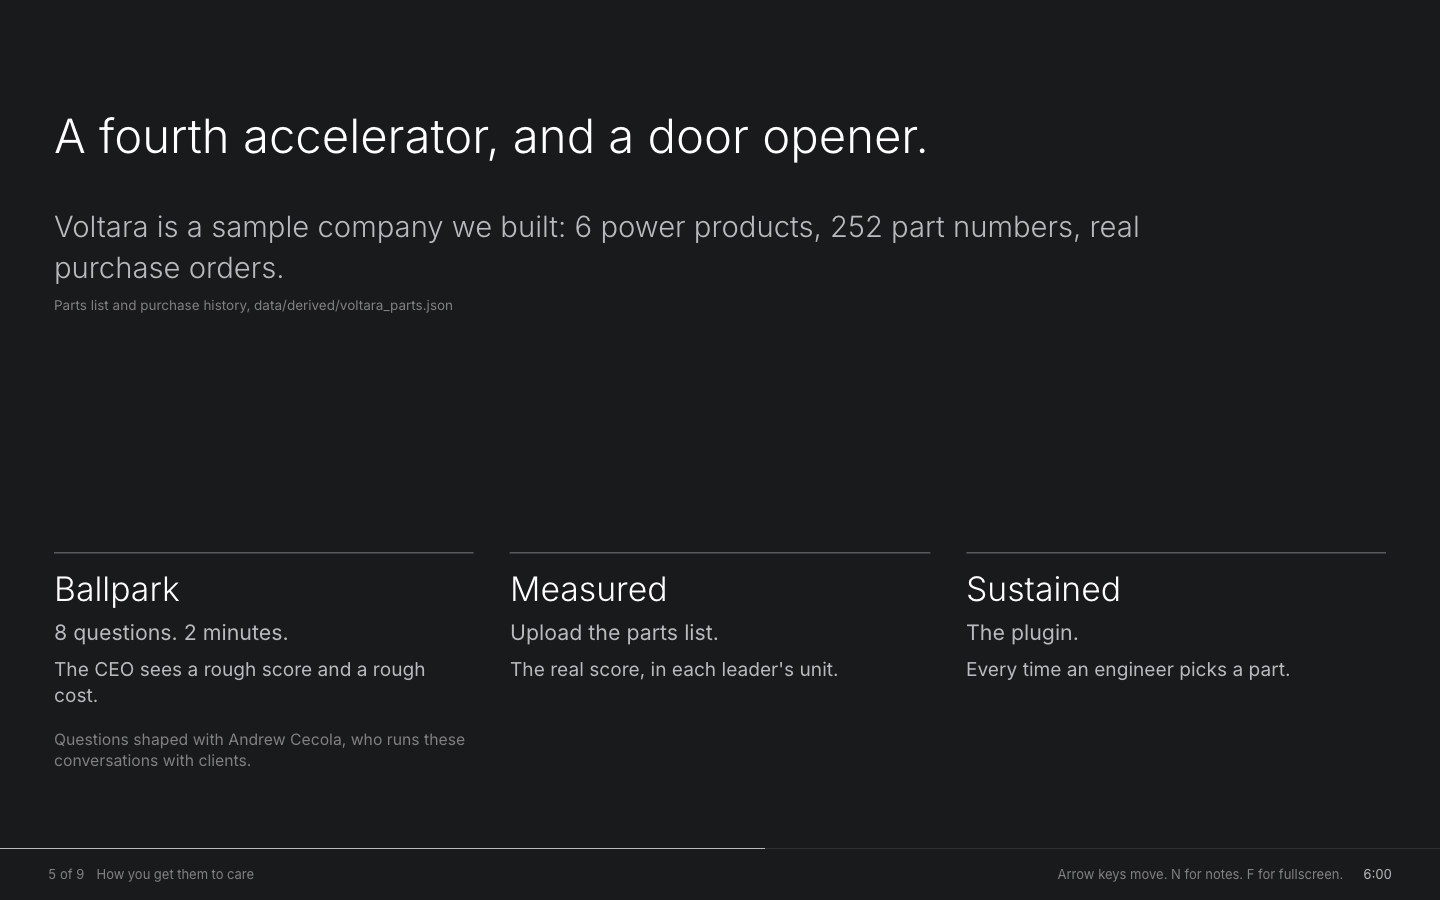 A fourth accelerator, and a door opener.
Voltara is a sample company we built: 6 power products, 252 part numbers, real
purchase orders.
Parts list and purchase history, data/derived/voltara_parts.json
Ballpark
8 questions. 2 minutes.
The CEO sees a rough score and a rough
cost.
Questions shaped with Andrew Cecola, who runs these
conversations with clients.
Measured
Upload the parts list.
The real score, in each leader's unit.
Sustained
The plugin.
Every time an engineer picks a part.
5 of 9 How you get them to care
Arrow keys move. N for notes. F for fullscreen. 6:00